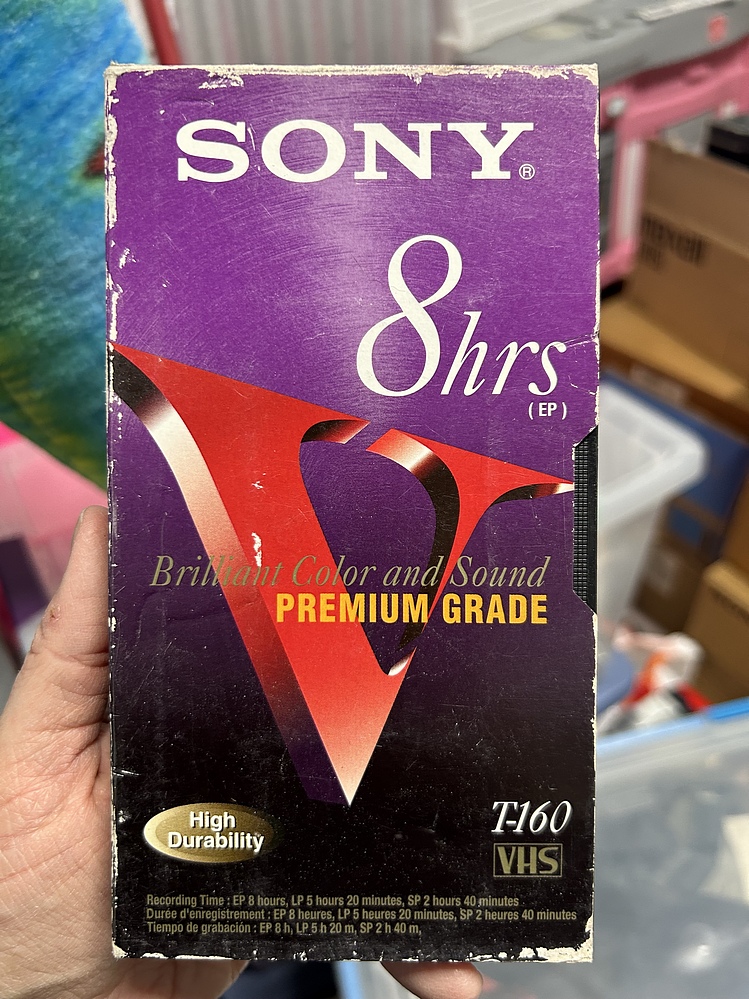 SONY®
8hrs
(EP)
V
Brilliant Color and Sound
PREMIUM GRADE
High
Durability
T-160
VHS
Recording Time : EP 8 hours, LP 5 hours 20 minutes, SP 2 hours 40 minutes
Durée d'enregistrement : EP 8 heures, LP 5 heures 20 minutes, SP 2 heures 40 minutes
Tiempo de grabación : EP 8 h, LP 5 h 20 m, SP 2 h 40 m,
maxell